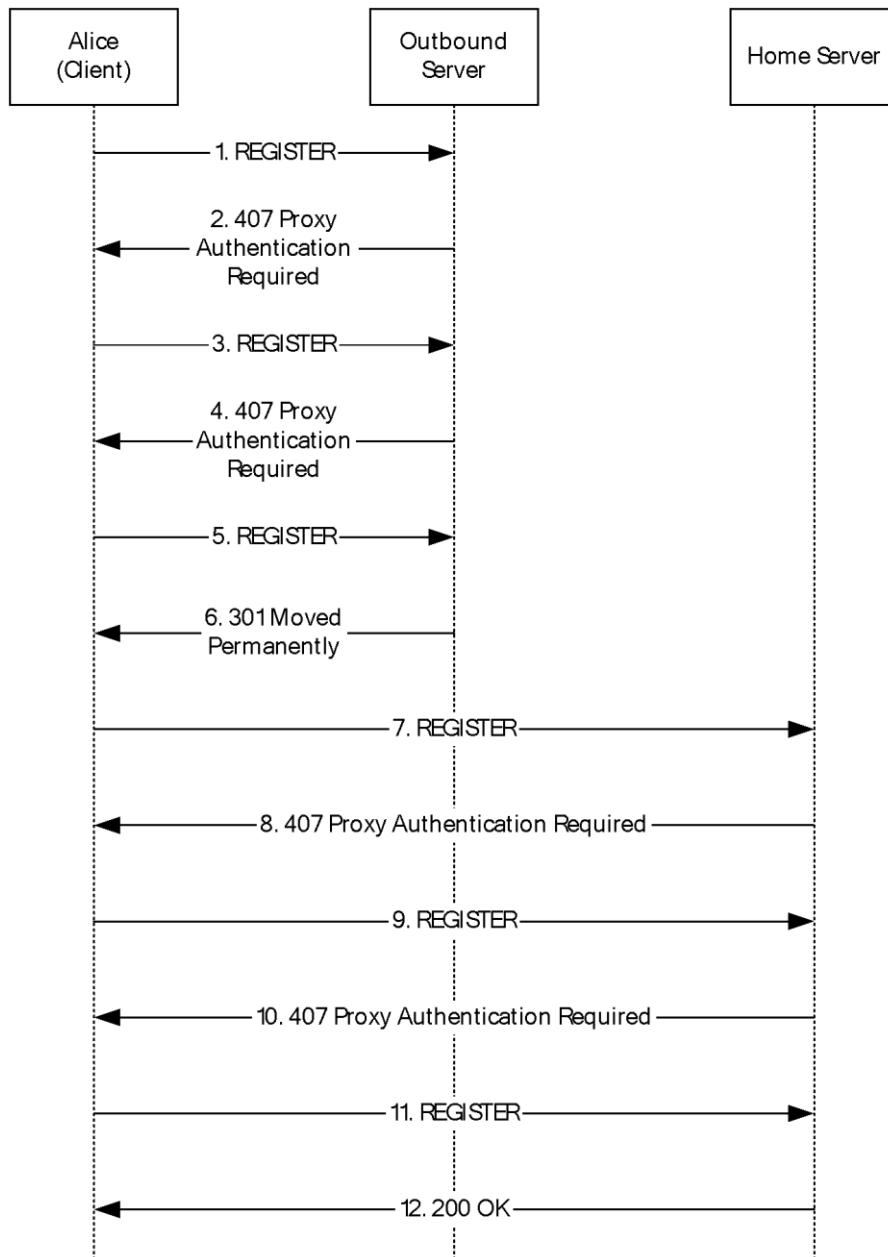 Alice
(Client)
Outbound
Server
Home Server
1. REGISTER
2. 407 Proxy
Authentication
Required
3. REGISTER
4. 407 Proxy
Authentication
Required
5. REGISTER
6. 301 Moved
Permanently
7. REGISTER
8. 407 Proxy Authentication Required
9. REGISTER
10. 407 Proxy Authentication Required
11. REGISTER
12. 200 OK